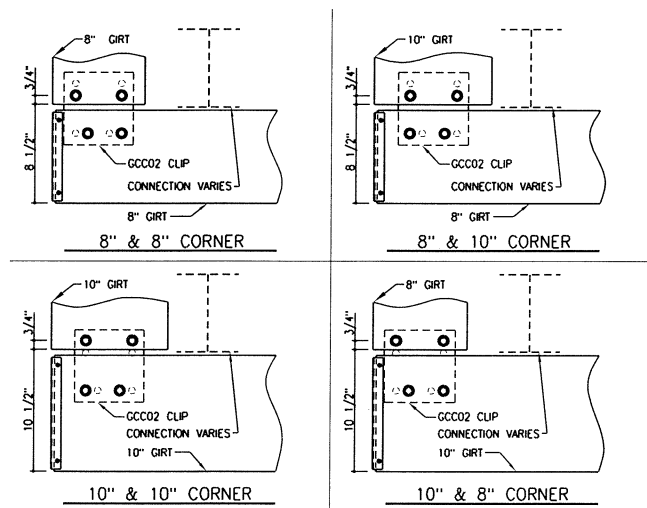 8" GIRT
3/4"
8 1/2"
GCC02 CLIP
CONNECTION VARIES
8" GIRT
8" & 8" CORNER
10" GIRT
3/4"
8 1/2"
GCC02 CLIP
CONNECTION VARIES
8" GIRT
8" & 10" CORNER
10" GIRT
3/4"
10 1/2"
GCC02 CLIP
CONNECTION VARIES
10" GIRT
10" & 10" CORNER
8" GIRT
3/4"
10 1/2"
GCC02 CLIP
CONNECTION VARIES
10" GIRT
10" & 8" CORNER